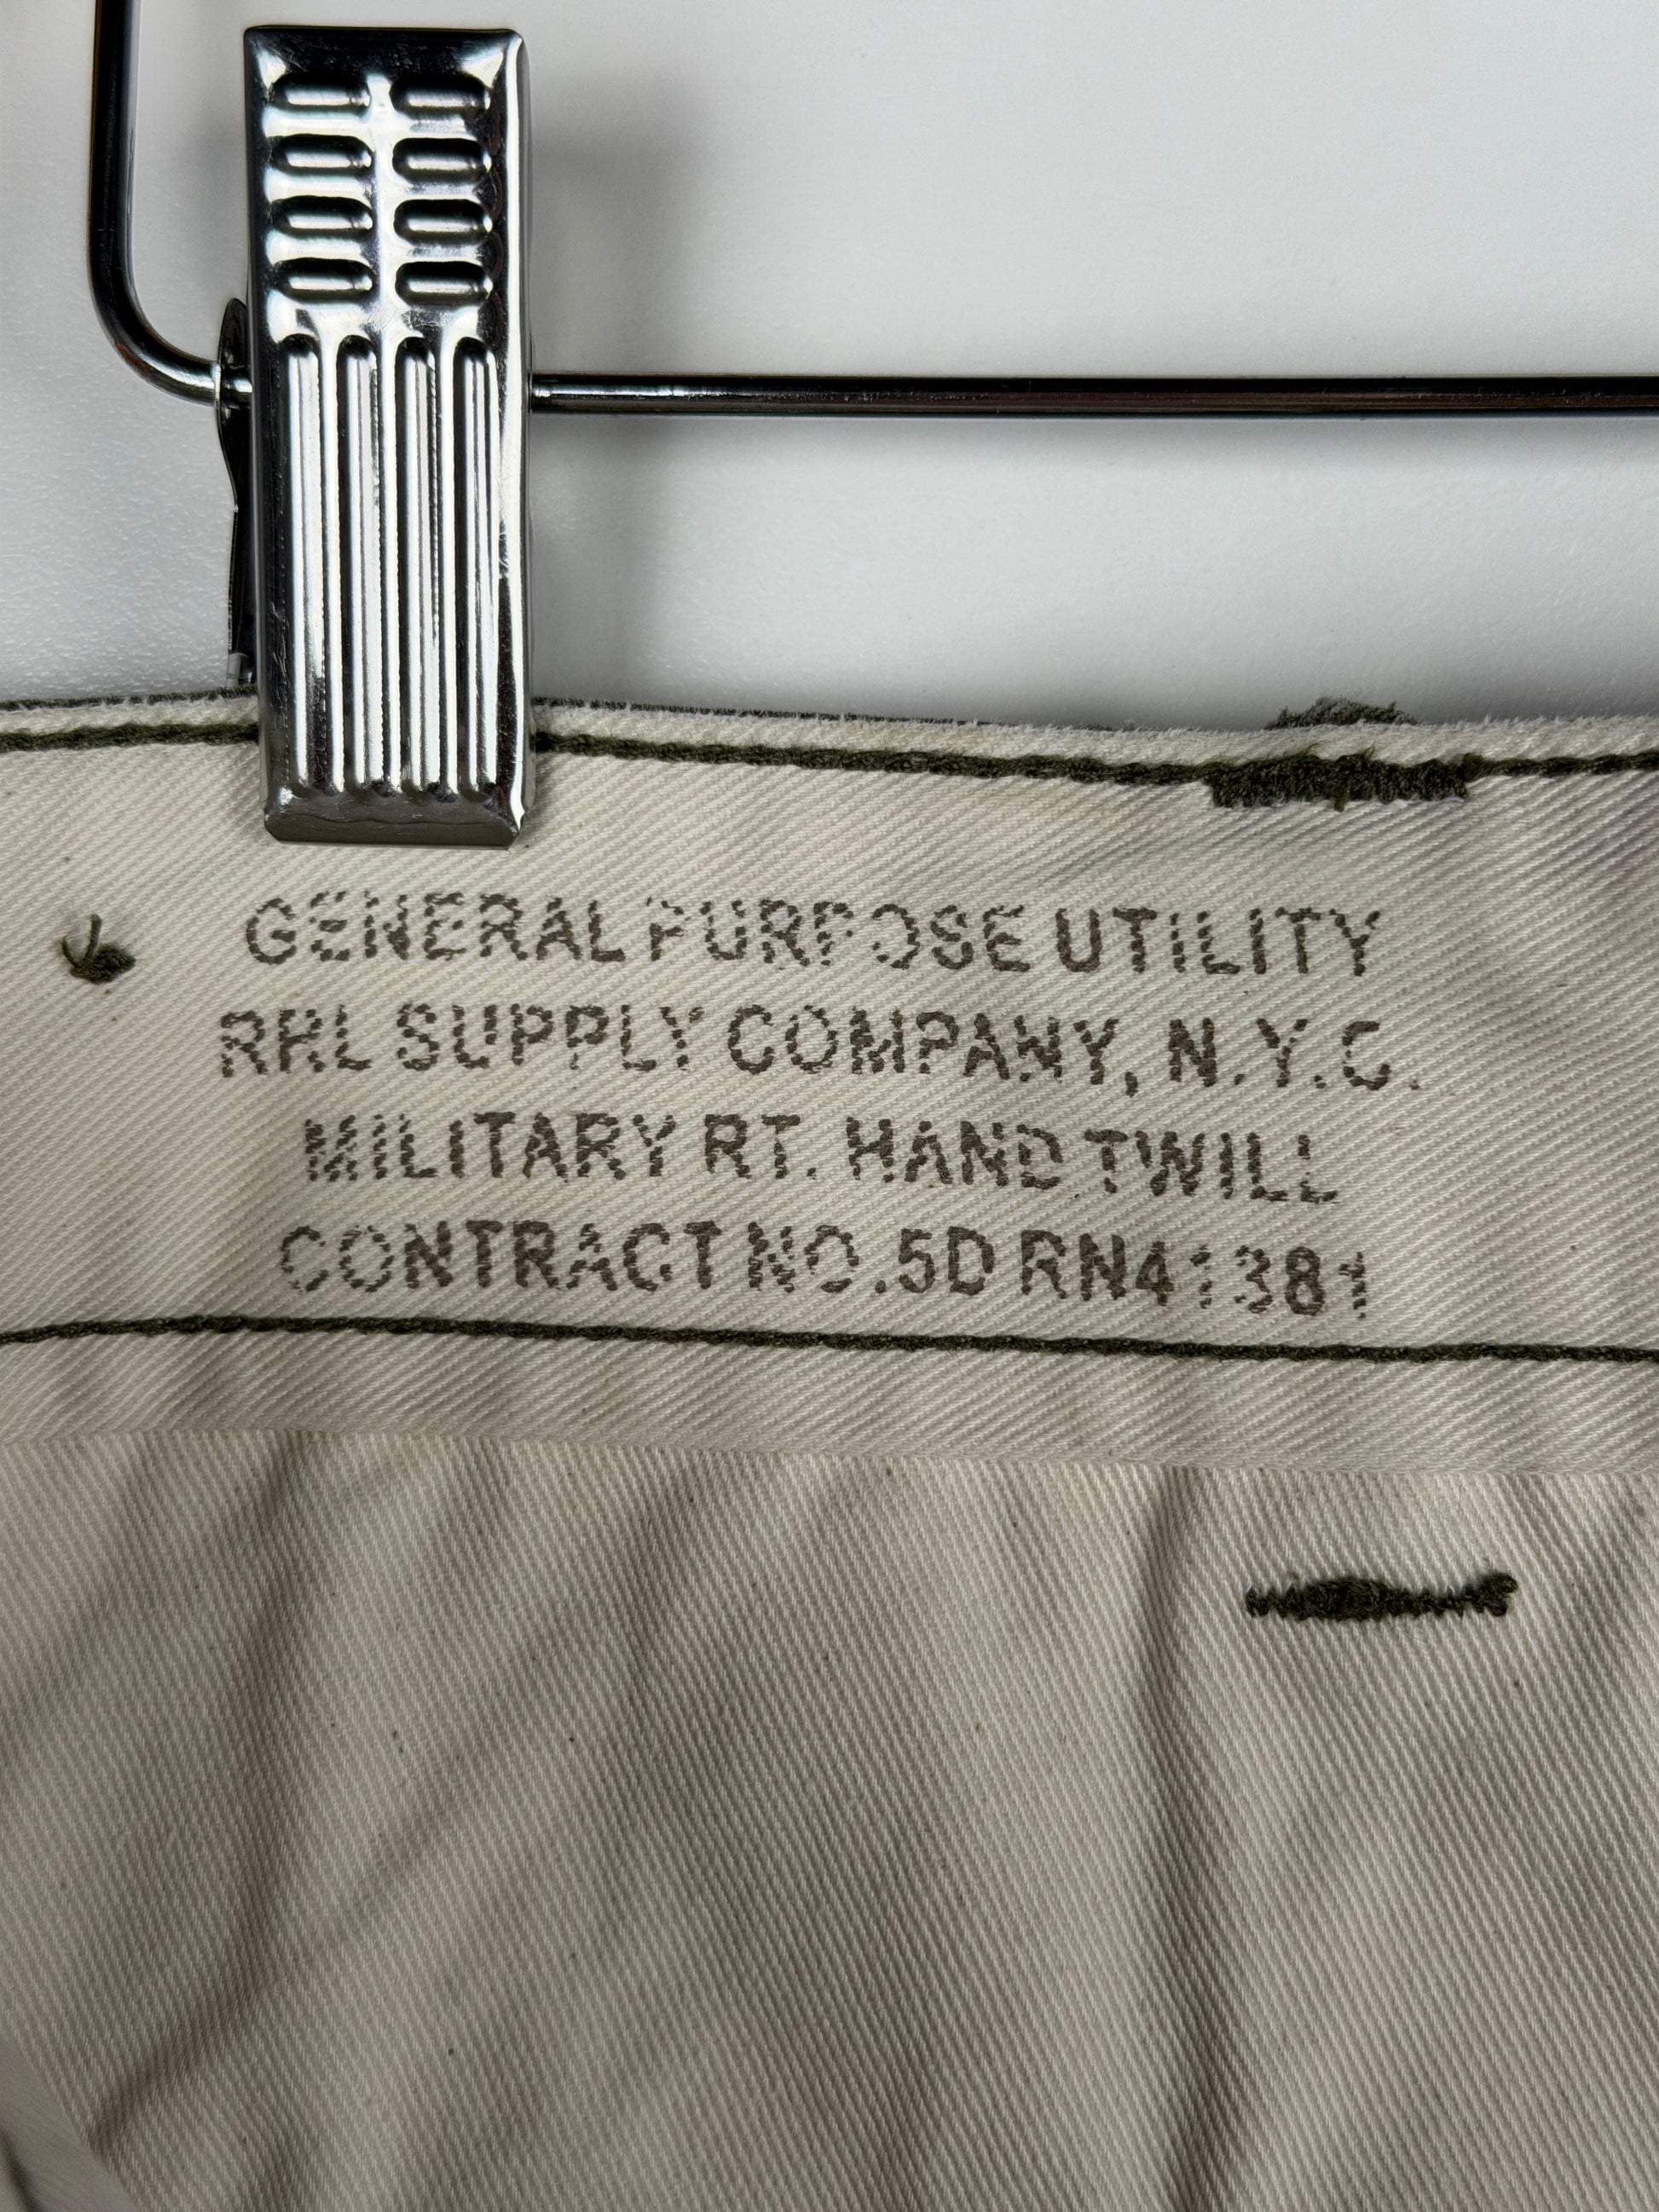 GENERAL PURPOSE UTILITY
RRL SUPPLY COMPANY, N.Y.C.
MILITARY RT. HAND TWILL
CONTRACT NO.5D RN41381